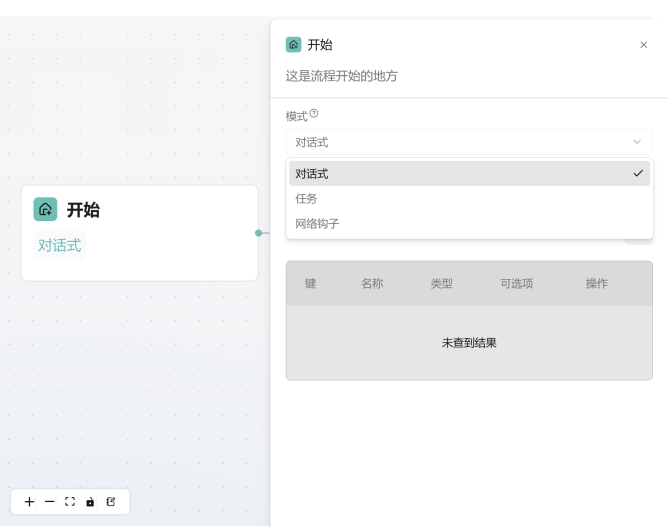 开始
这是流程开始的地方
模式
对话式
对话式
任务
网络钩子
键 名称 类型 可选项 操作
未查到结果
开始
对话式